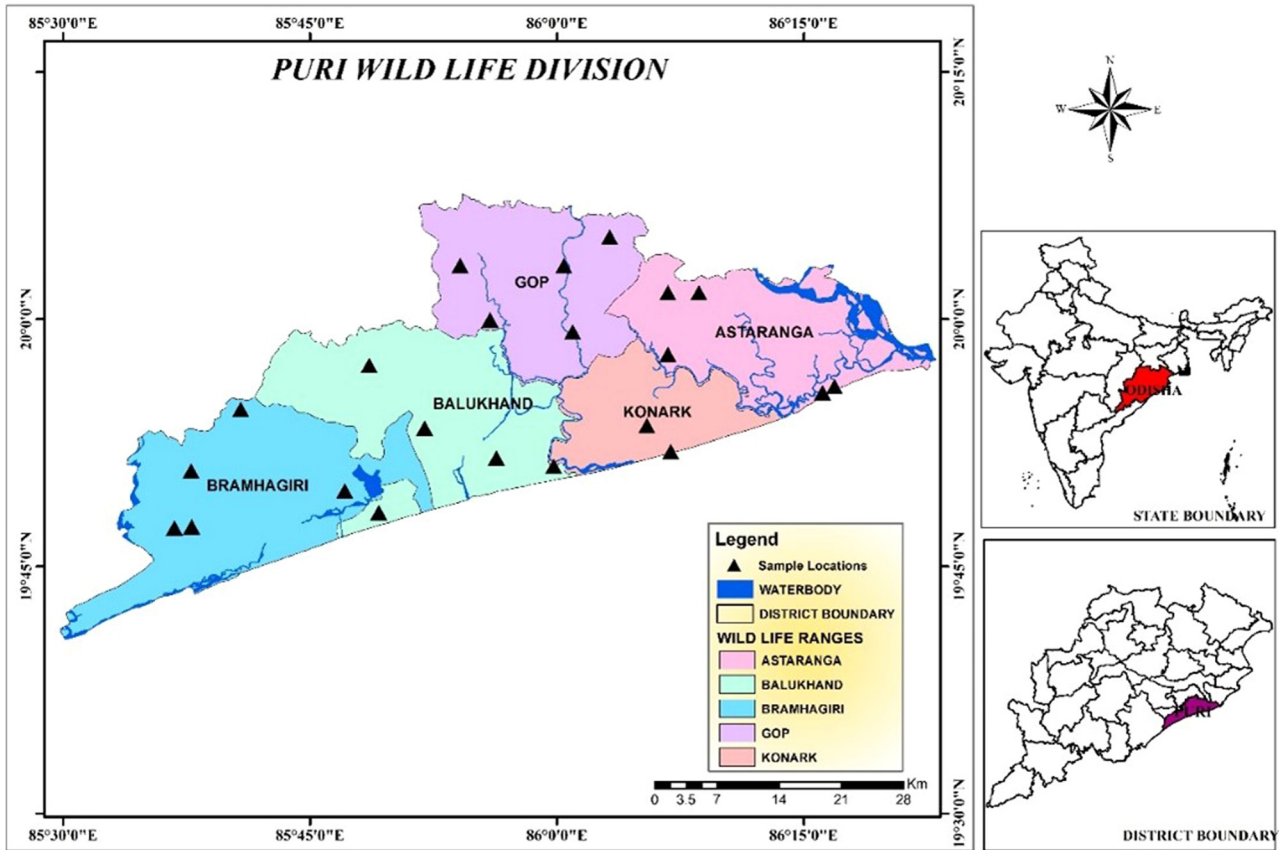 85°30'0"E 85°45'0"E 86°0'0"E 86°15'0"E
PURI WILD LIFE DIVISION
20°15'0"N
20°15'0"N
20°0'0"N
20°0'0"N
19°45'0"N
19°45'0"N
19°30'0"N
GOP
ASTARANGA
BALUKHAND
KONARK
BRAMHAGIRI
Legend
Sample Locations
WATERBODY
DISTRICT BOUNDARY
WILD LIFE RANGES
ASTARANGA
BALUKHAND
BRAMHAGIRI
GOP
KONARK
Km
0 3.5 7 14 21 28
85°30'0"E 85°45'0"E 86°0'0"E 86°15'0"E
N
W E
S
ODISHA
STATE BOUNDARY
PURI
DISTRICT BOUNDARY